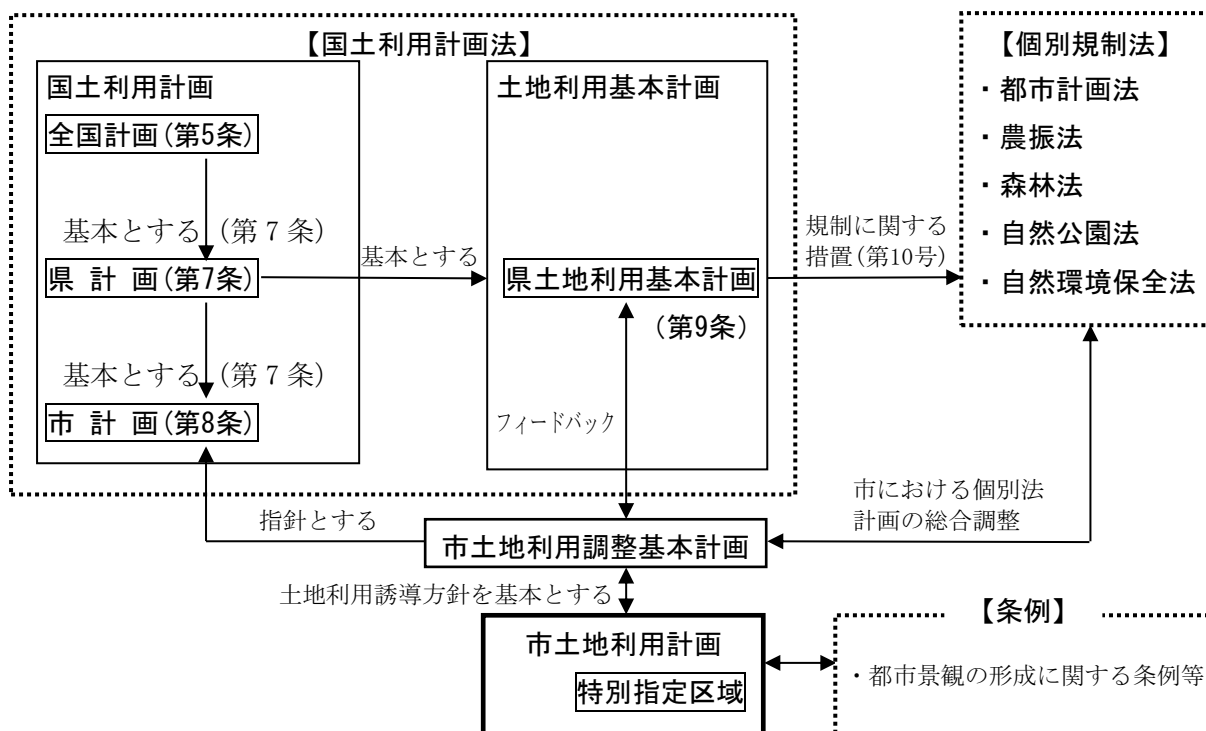 【国土利用計画法】
国土利用計画
全国計画(第5条)
基本とする (第7条)
県 計 画(第7条)
基本とする (第7条)
市 計 画(第8条)
基本とする
土地利用基本計画
県土地利用基本計画
(第9条)
フィードバック
規制に関する
措置(第10号)
【個別規制法】
・都市計画法
・農振法
・森林法
・自然公園法
・自然環境保全法
指針とする
市土地利用調整基本計画
市における個別法
計画の総合調整
土地利用誘導方針を基本とする
市土地利用計画
特別指定区域
【条例】
・都市景観の形成に関する条例等